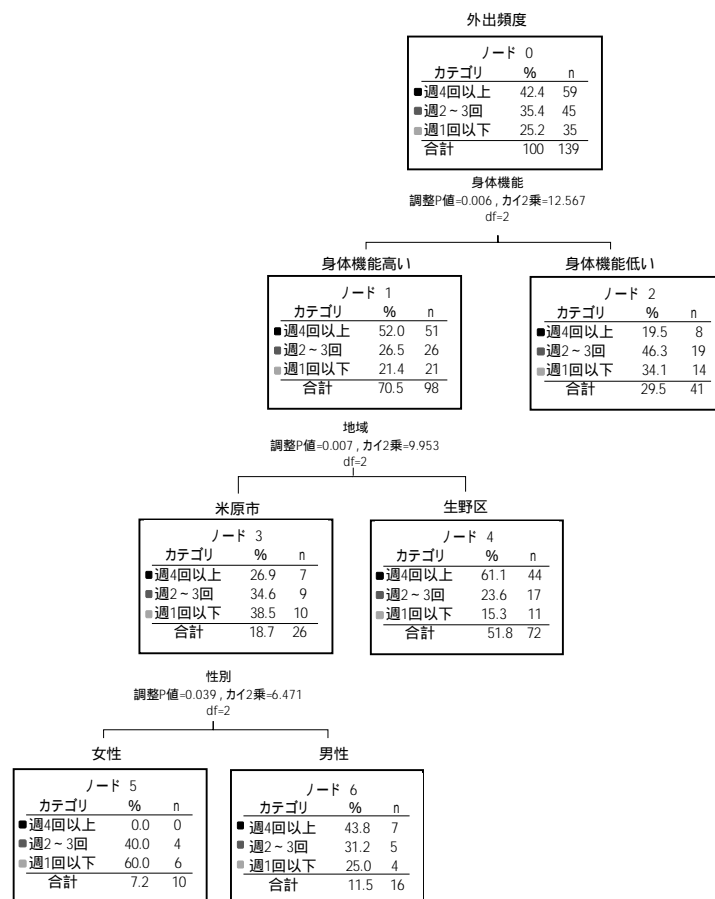 外出頻度
ノード 0
カテゴリ % n
週4回以上 42.4 59
週2~3回 35.4 45
週1回以下 25.2 35
合計 100 139
身体機能
調整P値=0.006 , カイ2乗=12.567
df=2
身体機能高い
ノード 1
カテゴリ % n
週4回以上 52.0 51
週2~3回 26.5 26
週1回以下 21.4 21
合計 70.5 98
身体機能低い
ノード 2
カテゴリ % n
週4回以上 19.5 8
週2~3回 46.3 19
週1回以下 34.1 14
合計 29.5 41
地域
調整P値=0.007 , カイ2乗=9.953
df=2
米原市
ノード 3
カテゴリ % n
週4回以上 26.9 7
週2~3回 34.6 9
週1回以下 38.5 10
合計 18.7 26
生野区
ノード 4
カテゴリ % n
週4回以上 61.1 44
週2~3回 23.6 17
週1回以下 15.3 11
合計 51.8 72
性別
調整P値=0.039 , カイ2乗=6.471
df=2
女性
ノード 5
カテゴリ % n
週4回以上 0.0 0
週2~3回 40.0 4
週1回以下 60.0 6
合計 7.2 10
男性
ノード 6
カテゴリ % n
週4回以上 43.8 7
週2~3回 31.2 5
週1回以下 25.0 4
合計 11.5 16